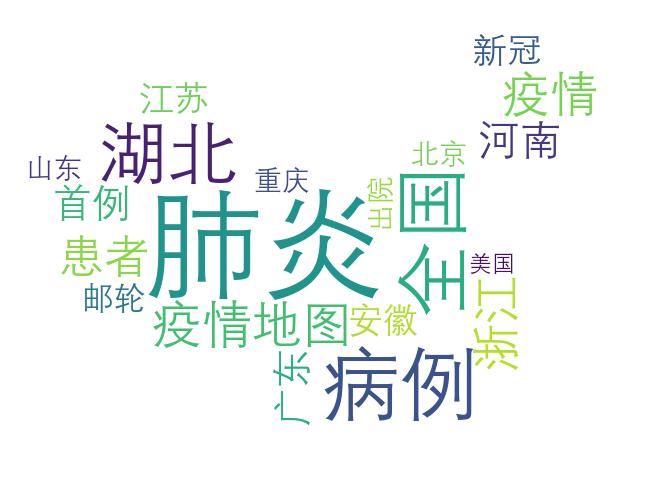 新冠
疫情
江苏
湖北
河南
山东
重庆
北京
首例
出院
肺炎
全国
患者
美国
邮轮
疫情地图
安徽
浙江
广东
病例